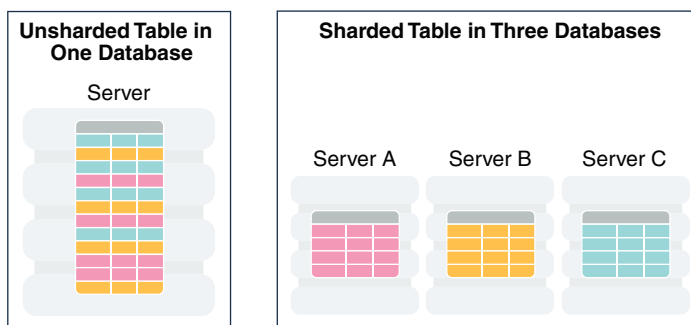 Unsharded Table in
One Database
Server
Sharded Table in Three Databases
Server A
Server B
Server C